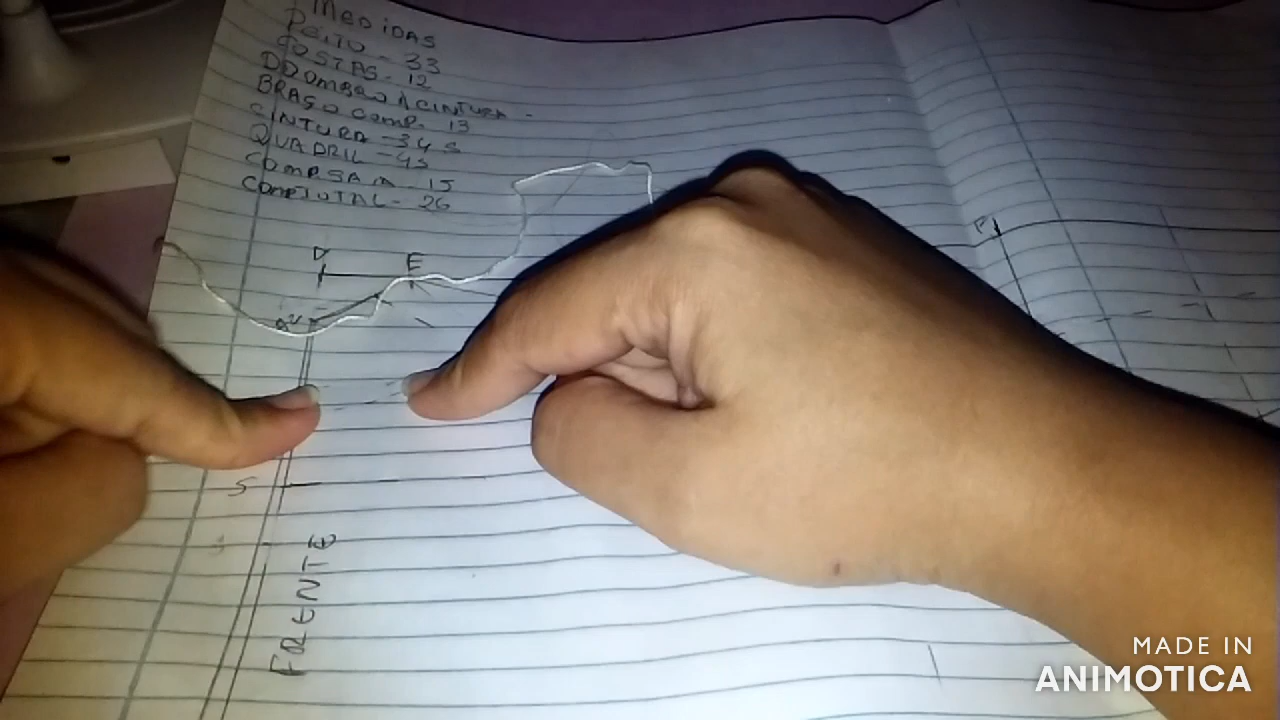 MEDIDAS
PEITO - 33
COSTAS - 12
DO OMBRO À CINTURA -
BRAÇO COMP. 13
CINTURA - 34 S
QUADRIL - 45
COMP SAIA - 15
COMP TOTAL - 26
D
E
P
S
FRENTE
MADE IN
ANIMOTICA